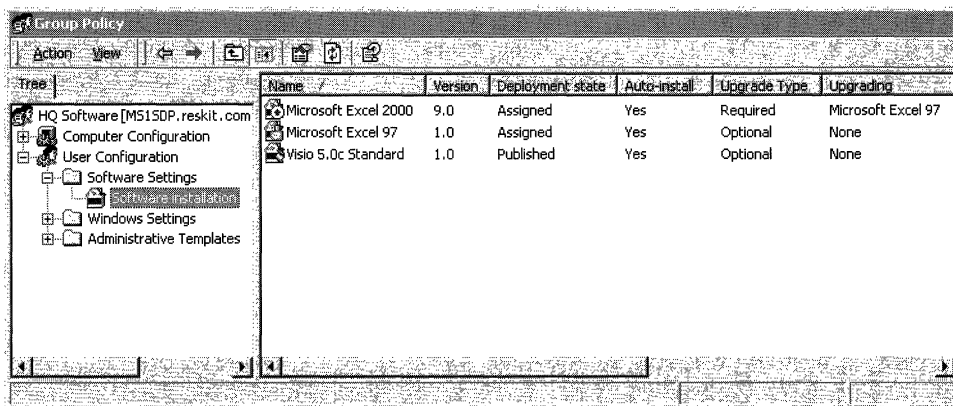 Group Policy
Action View
Tree
HQ Software [MS1SDP.reskit.com
Computer Configuration
User Configuration
Software Settings
Software installation
Windows Settings
Administrative Templates
Name Version Deployment state Auto-install Upgrade Type Upgrading
Microsoft Excel 2000 9.0 Assigned Yes Required Microsoft Excel 97
Microsoft Excel 97 1.0 Assigned Yes Optional None
Visio 5.0c Standard 1.0 Published Yes Optional None